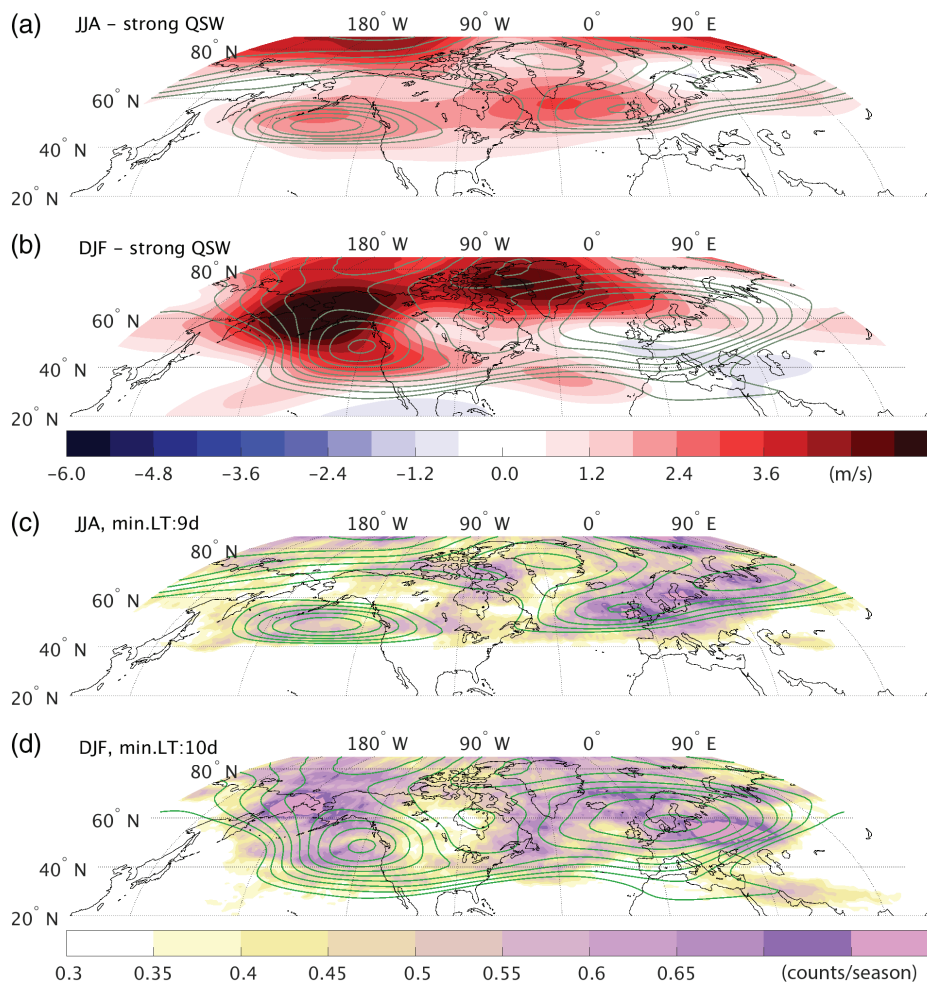 (a) JJA – strong QSW
180° W 90° W 0° 90° E
80° N
60° N
40° N
20° N
(b) DJF – strong QSW
180° W 90° W 0° 90° E
80° N
60° N
40° N
20° N
−6.0 −4.8 −3.6 −2.4 −1.2 0.0 1.2 2.4 3.6 (m/s)
(c) JJA, min.LT:9d
180° W 90° W 0° 90° E
80° N
60° N
40° N
20° N
(d) DJF, min.LT:10d
180° W 90° W 0° 90° E
80° N
60° N
40° N
20° N
0.3 0.35 0.4 0.45 0.5 0.55 0.6 0.65 (counts/season)